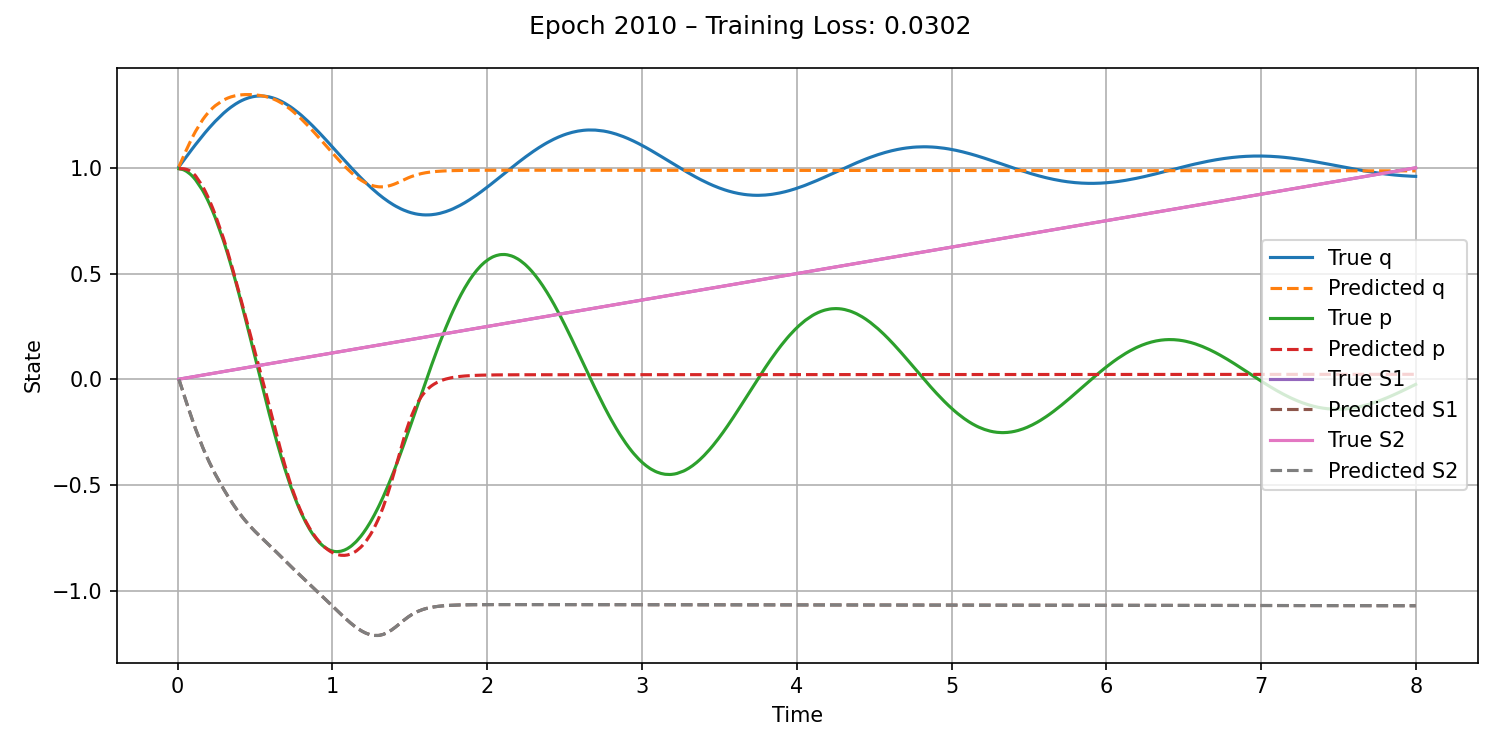 Epoch 2010 – Training Loss: 0.0302
1.0
0.5
0.0
−0.5
−1.0
State
0 1 2 3 4 5 6 7 8
Time
True q
Predicted q
True p
Predicted p
True S1
Predicted S1
True S2
Predicted S2